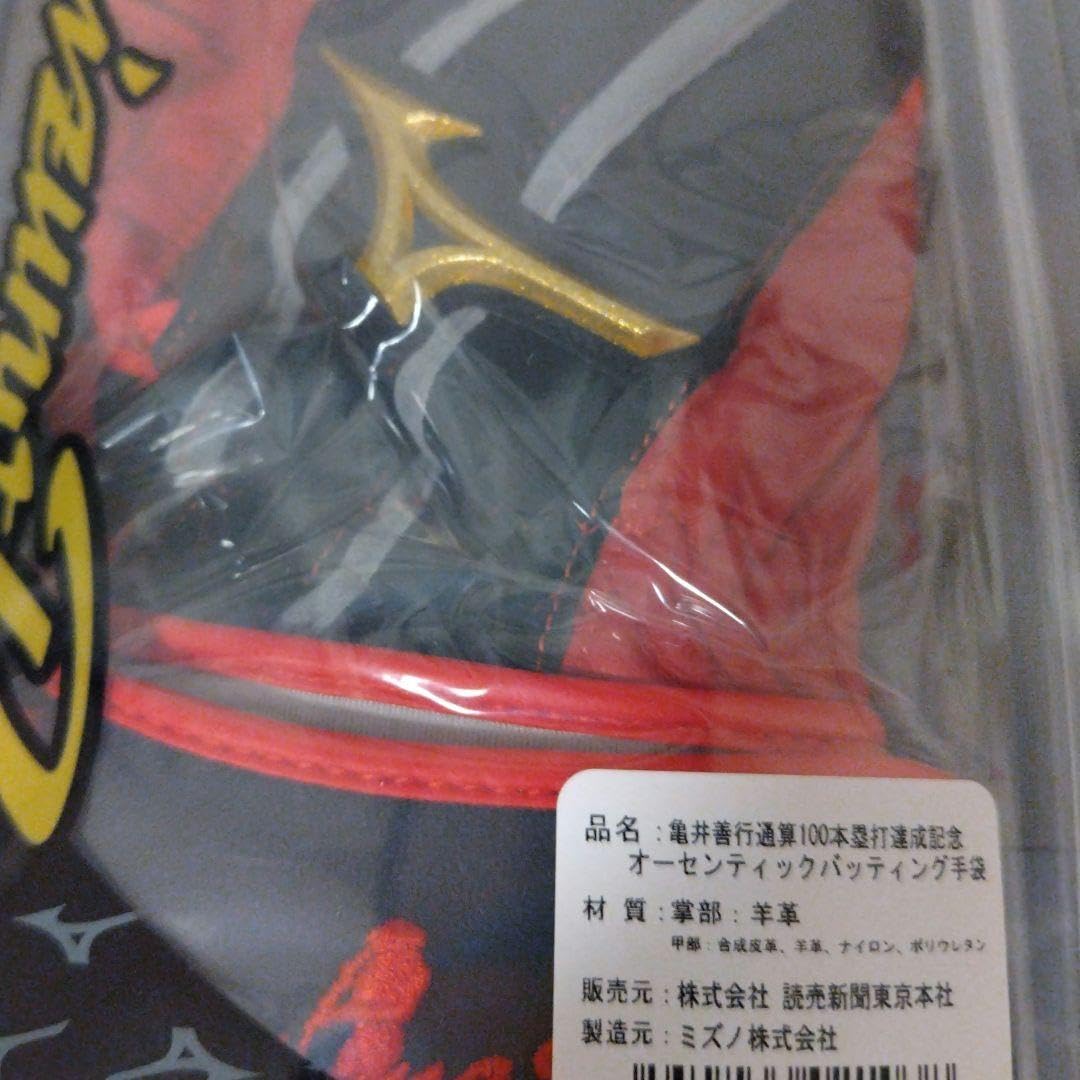 品名：亀井善行通算100本塁打達成記念
オーセンティックバッティング手袋
材質：掌部：羊革
甲部：合成皮革、羊革、ナイロン、ポリウレタン
販売元：株式会社 読売新聞東京本社
製造元：ミズノ株式会社